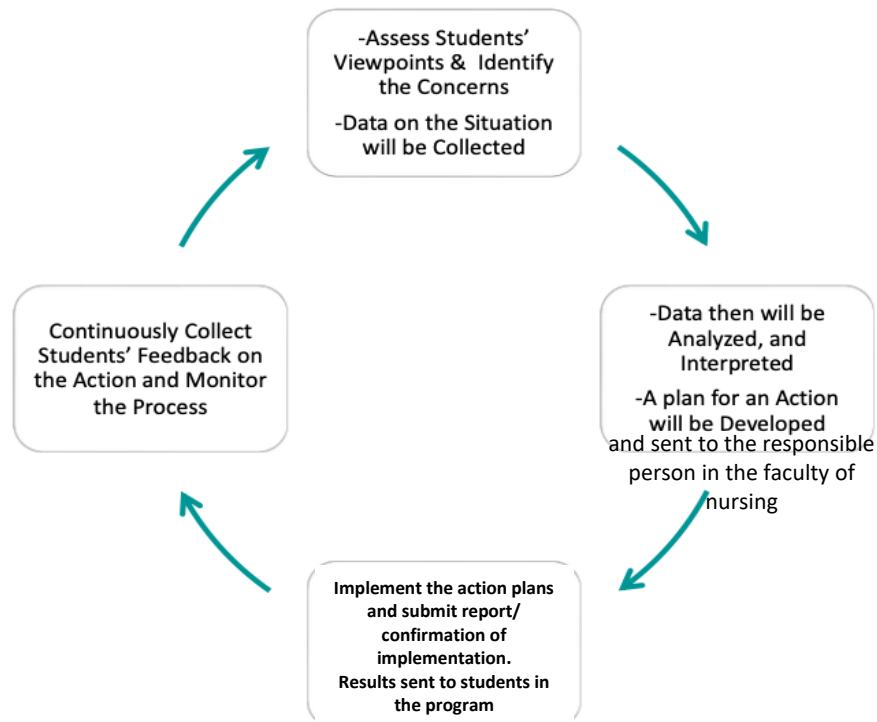 -Assess Students’
Viewpoints & Identify
the Concerns
-Data on the Situation
will be Collected
-Data then will be
Analyzed, and
Interpreted
-A plan for an Action
will be Developed
and sent to the responsible
person in the faculty of
nursing
Implement the action plans
and submit report/
confirmation of
implementation.
Results sent to students in
the program
Continuously Collect
Students’ Feedback on
the Action and Monitor
the Process